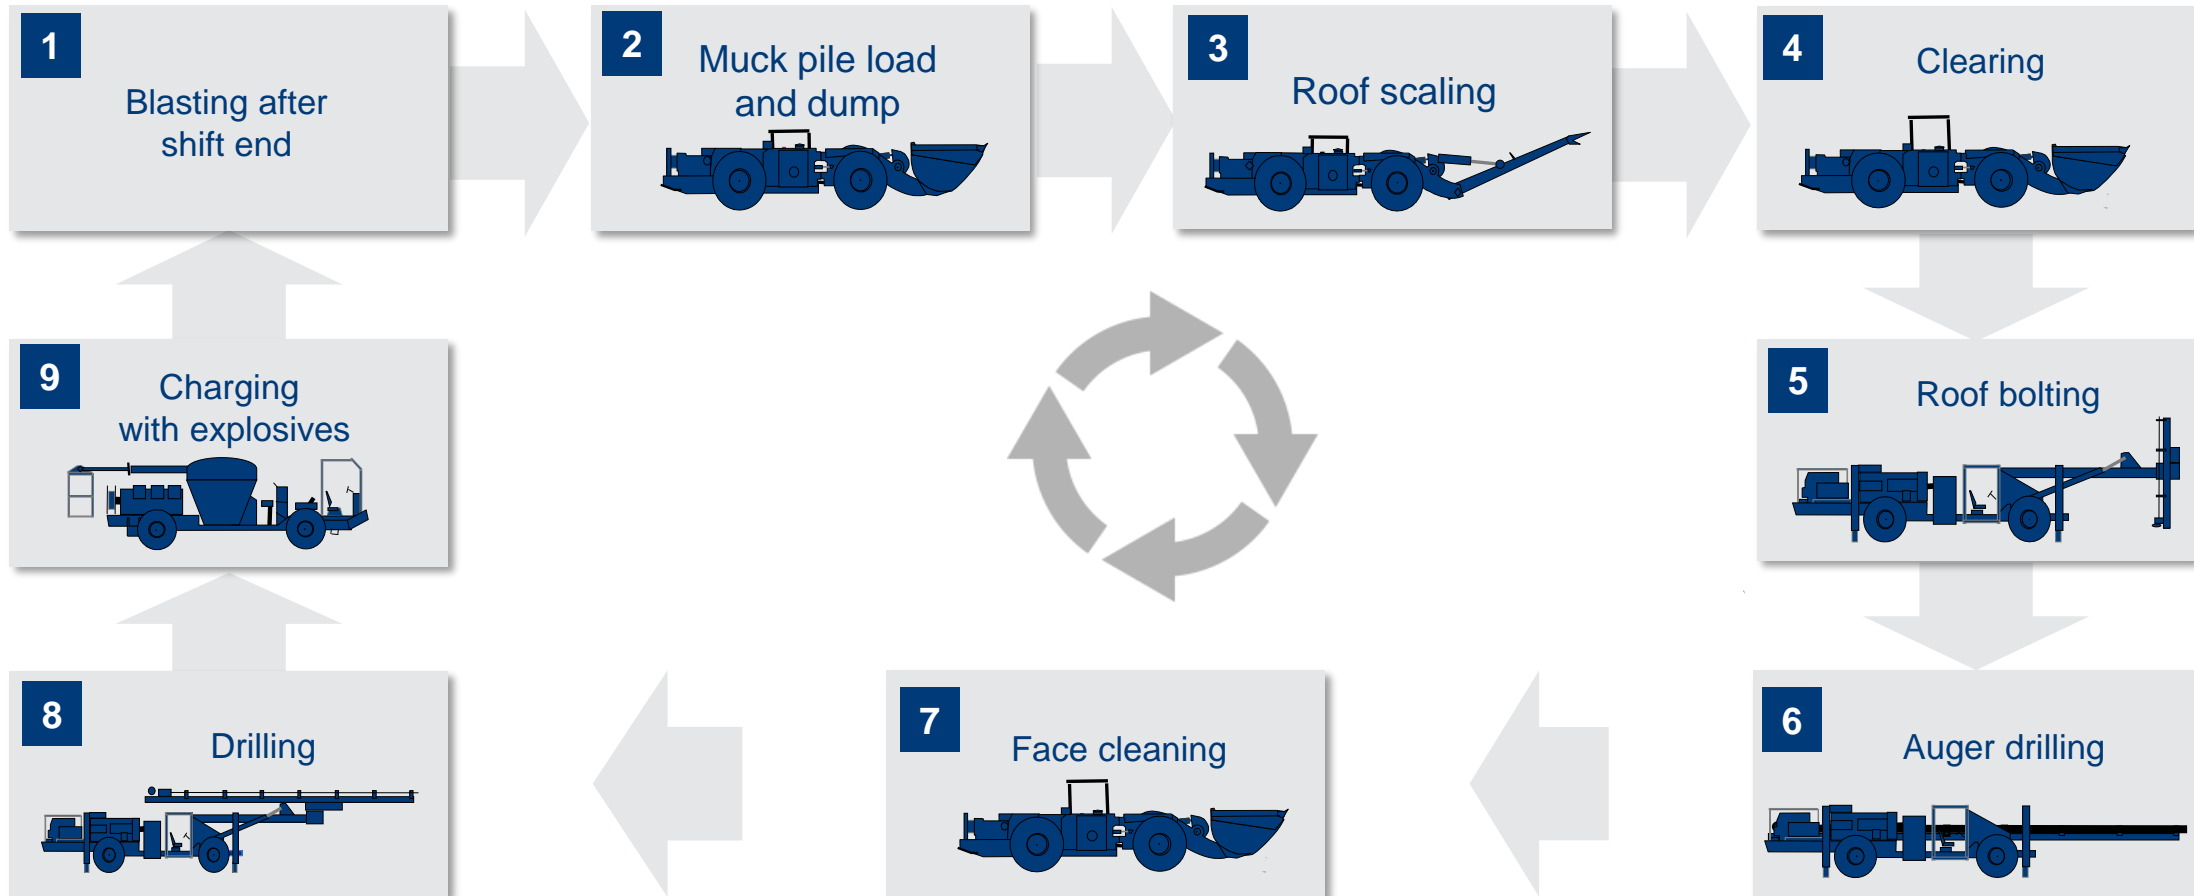 1
Blasting after
shift end
2
Muck pile load
and dump
3
Roof scaling
4
Clearing
5
Roof bolting
6
Auger drilling
7
Face cleaning
8
Drilling
9
Charging
with explosives